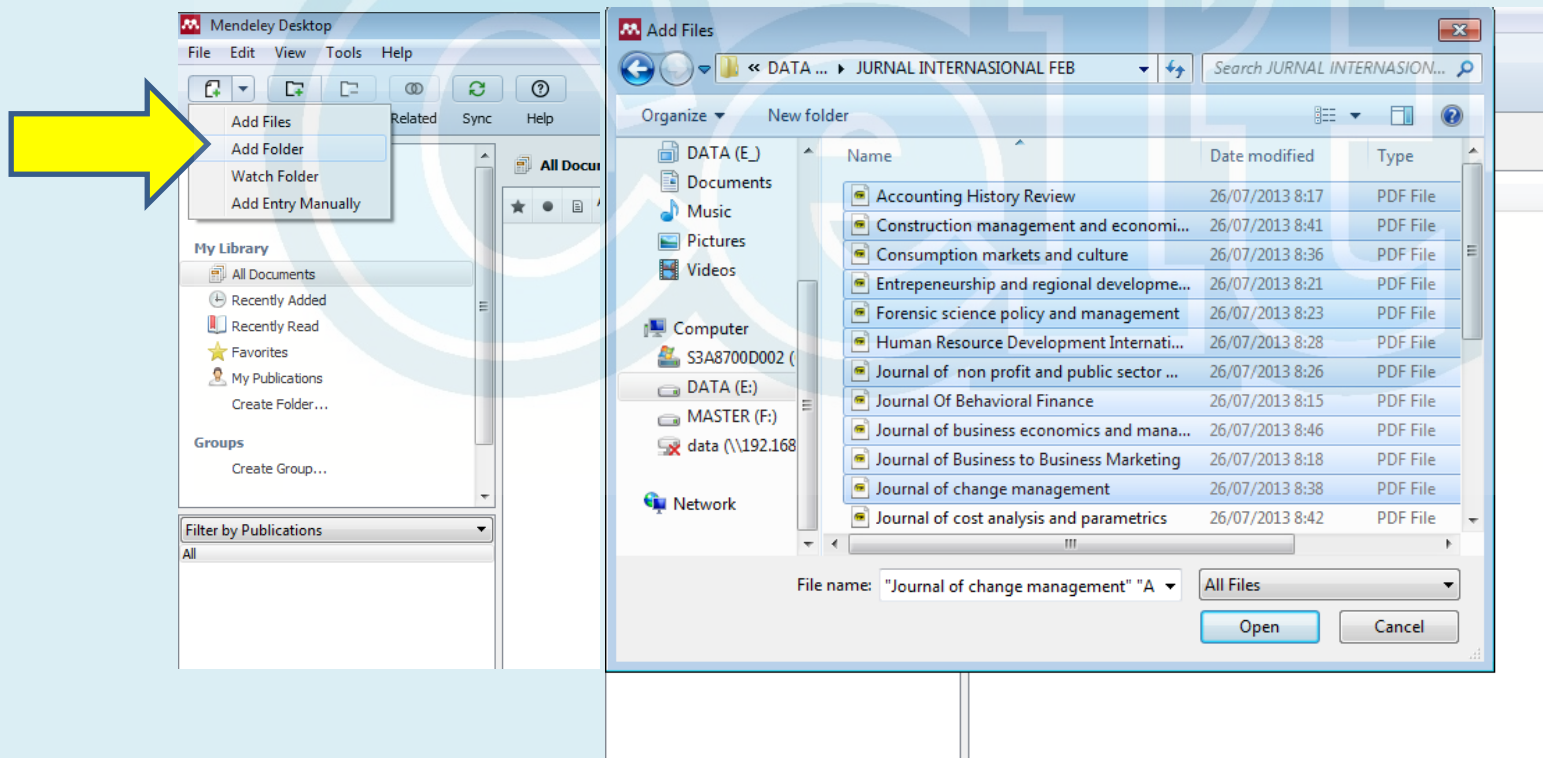 Mendeley Desktop
File Edit View Tools Help
Related Sync Help
Add Files
Add Folder
Watch Folder
Add Entry Manually
All Docu
My Library
All Documents
Recently Added
Recently Read
Favorites
My Publications
Create Folder...
Groups
Create Group...
Filter by Publications
All
Add Files
« DATA ... JURNAL INTERNASIONAL FEB
Search JURNAL INTERNASION...
Organize New folder
DATA (E_)
Documents
Music
Pictures
Videos
Computer
S3A8700D002 (
DATA (E:)
MASTER (F:)
data (\\192.168
Network
Name Date modified Type
Accounting History Review 26/07/2013 8:17 PDF File
Construction management and economi... 26/07/2013 8:41 PDF File
Consumption markets and culture 26/07/2013 8:36 PDF File
Entrepeneurship and regional developme... 26/07/2013 8:21 PDF File
Forensic science policy and management 26/07/2013 8:23 PDF File
Human Resource Development Internati... 26/07/2013 8:28 PDF File
Journal of non profit and public sector ... 26/07/2013 8:26 PDF File
Journal Of Behavioral Finance 26/07/2013 8:15 PDF File
Journal of business economics and mana... 26/07/2013 8:46 PDF File
Journal of Business to Business Marketing 26/07/2013 8:18 PDF File
Journal of change management 26/07/2013 8:38 PDF File
Journal of cost analysis and parametrics 26/07/2013 8:42 PDF File
File name: "Journal of change management" "A
All Files
Open Cancel